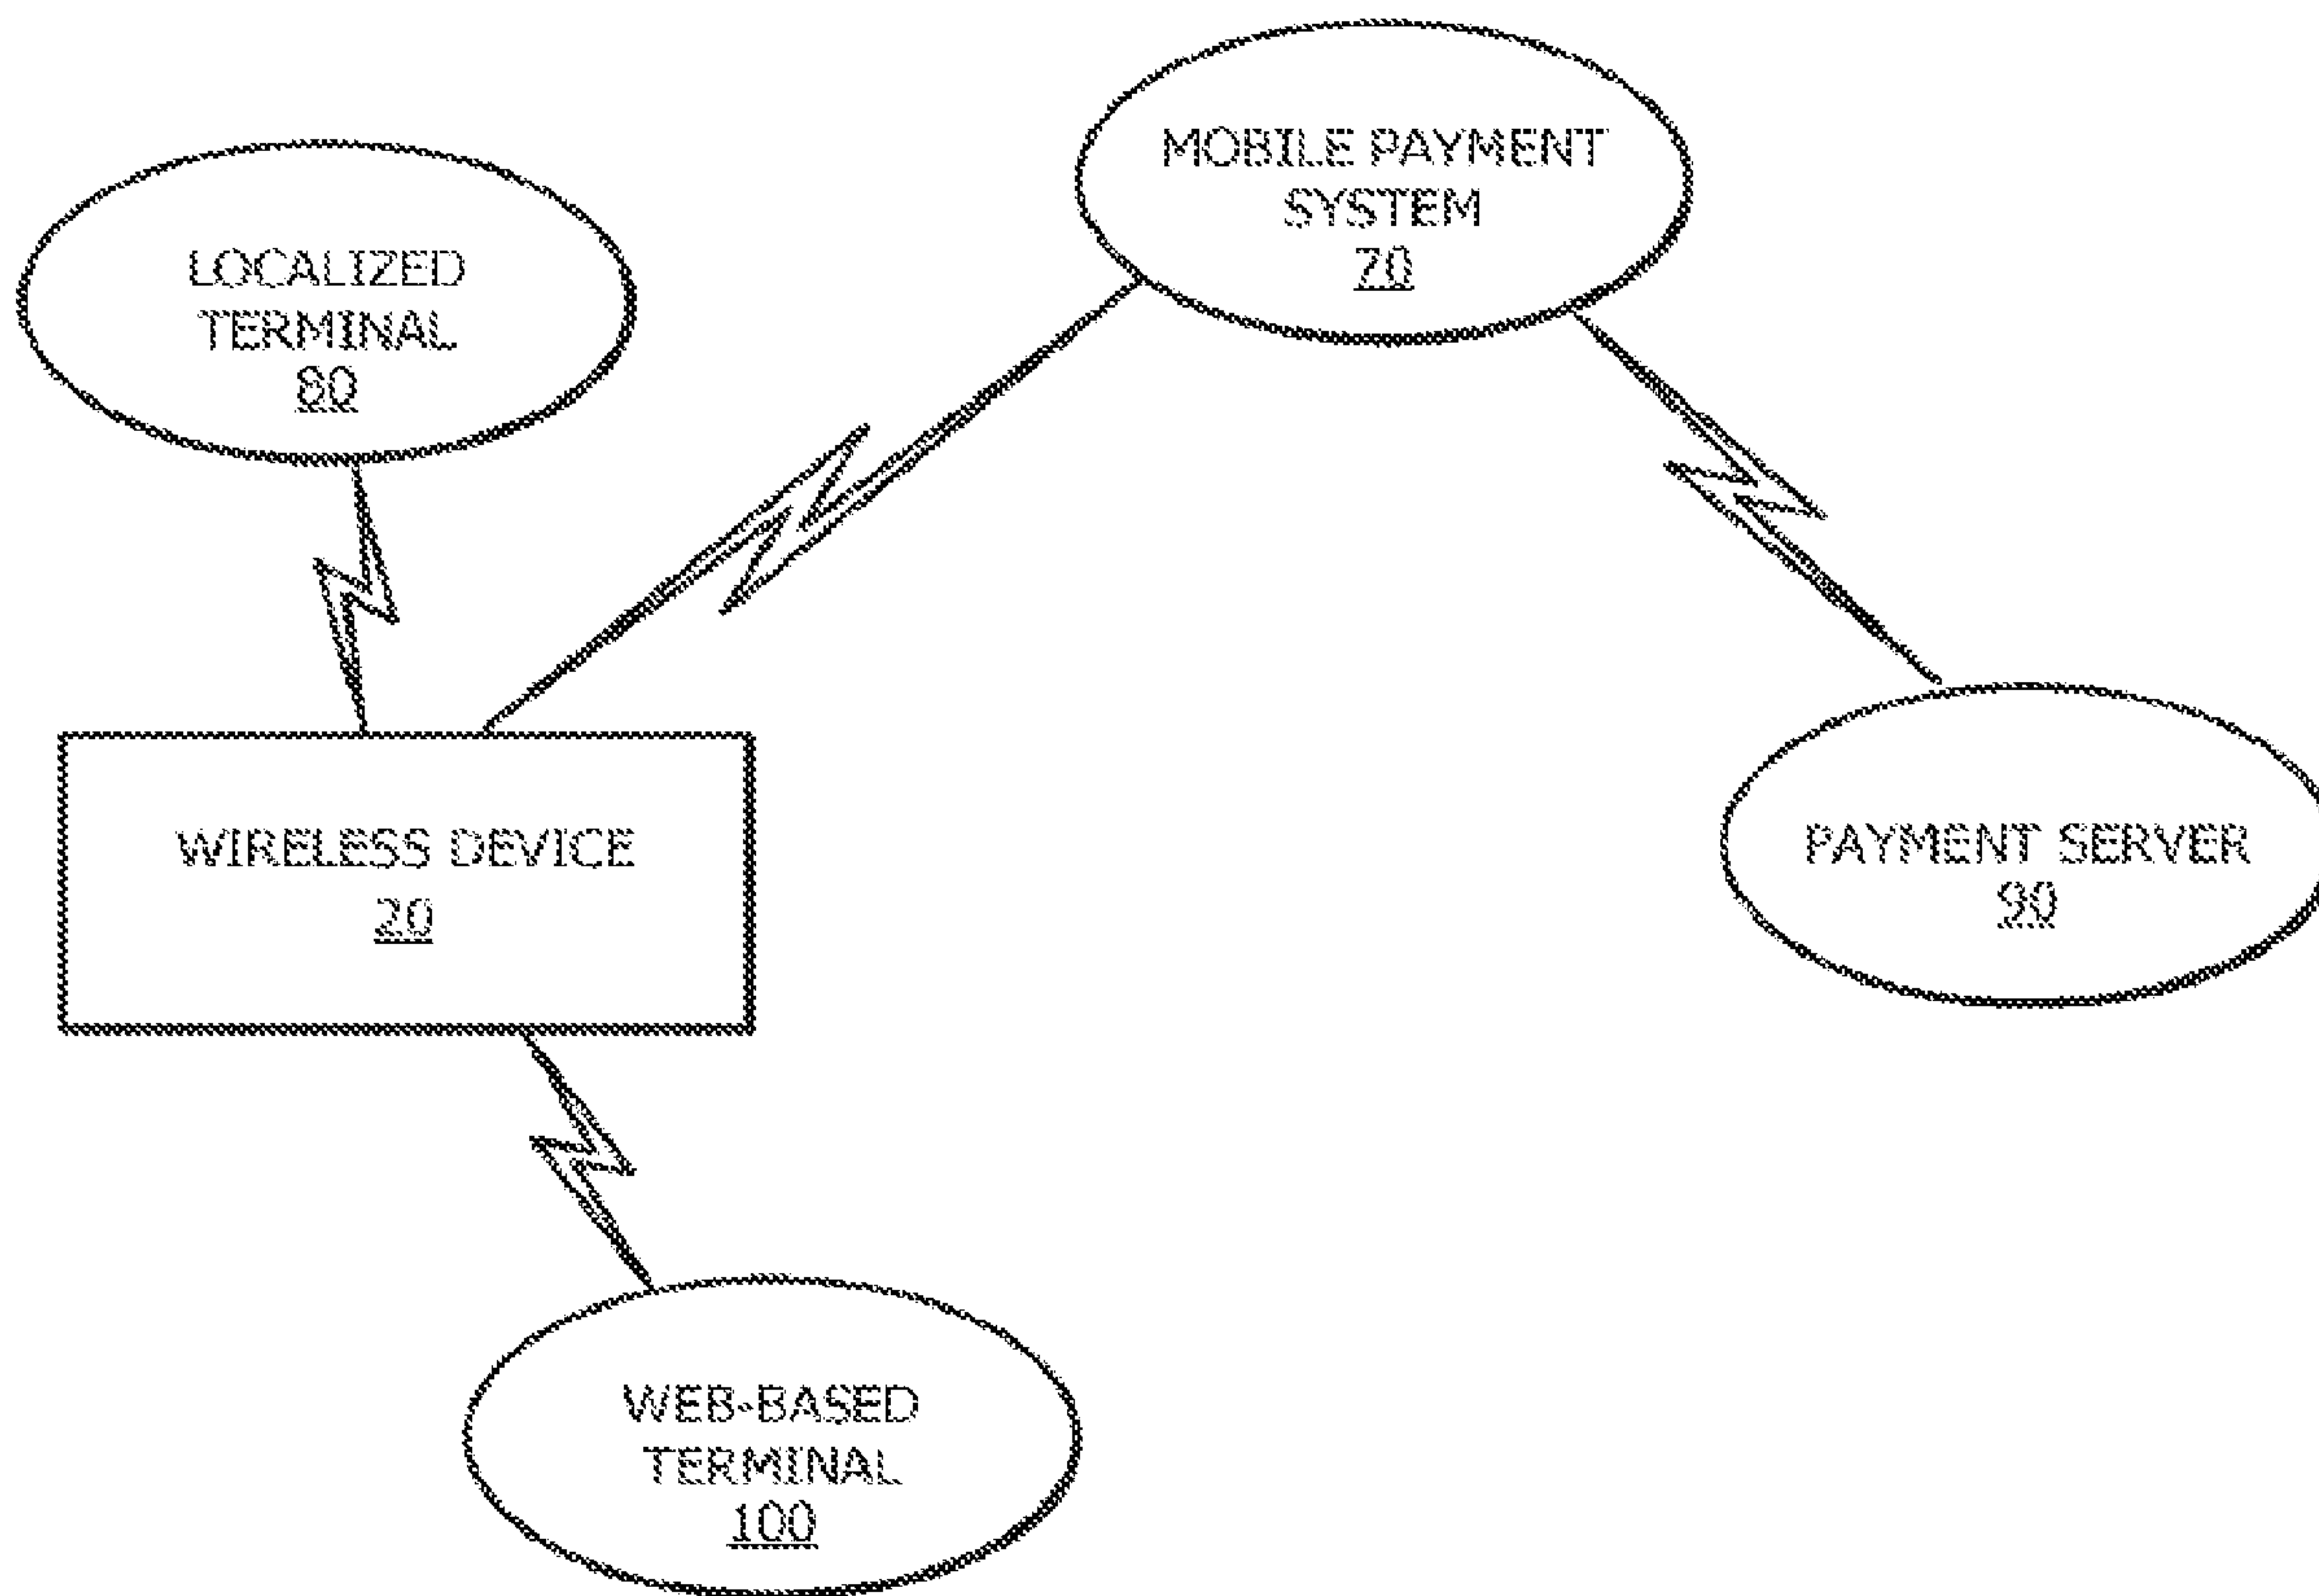 MOBILE PAYMENT
SYSTEM
70
LOCALIZED
TERMINAL
80
WIRELESS DEVICE
20
PAYMENT SERVER
90
WEB-BASED
TERMINAL
100